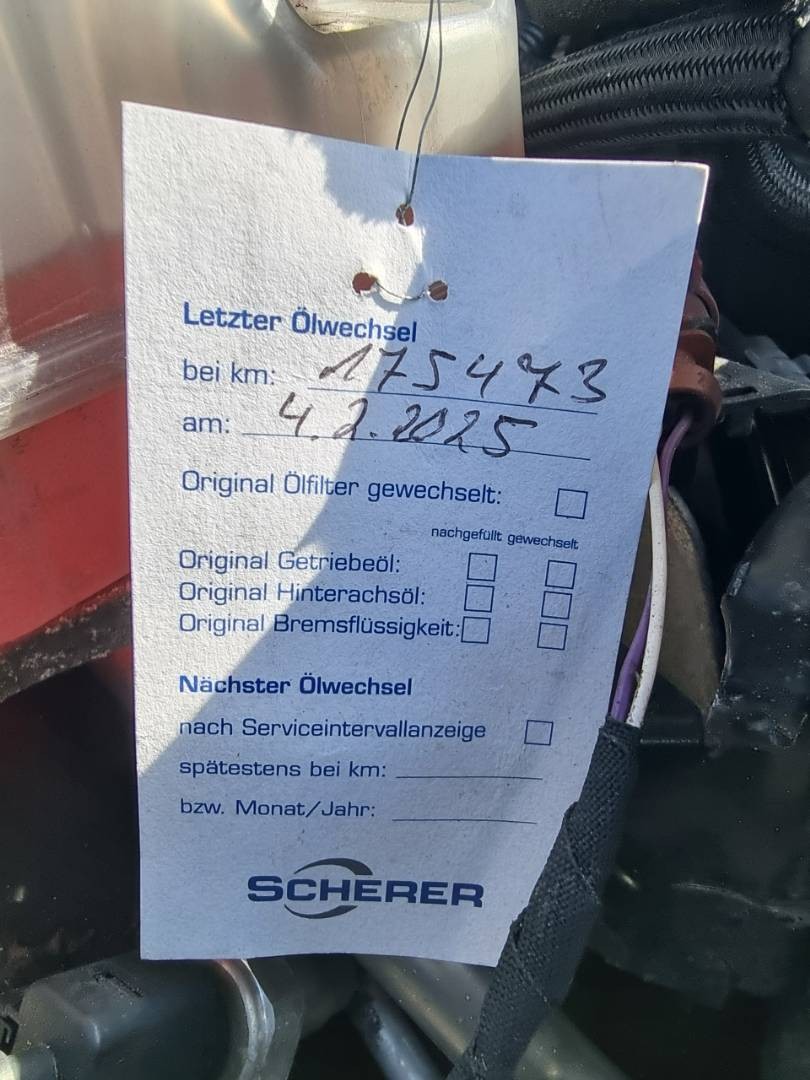 Letzter Ölwechsel
bei km: 175473
am: 4.2.2025
Original Ölfilter gewechselt:
nachgefüllt gewechselt
Original Getriebeöl:
Original Hinterachsöl:
Original Bremsflüssigkeit:
Nächster Ölwechsel
nach Serviceintervallanzeige
spätestens bei km:
bzw. Monat/Jahr:
SCHERER